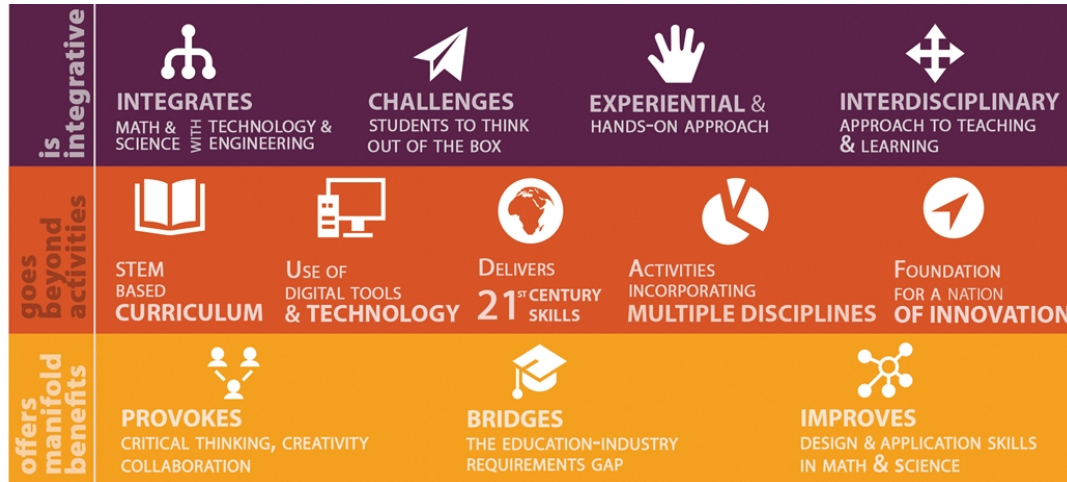 is
integrative
INTEGRATES
MATH &
SCIENCE
WITH
TECHNOLOGY &
ENGINEERING
CHALLENGES
STUDENTS TO THINK
OUT OF THE BOX
EXPERIENTIAL &
HANDS-ON APPROACH
INTERDISCIPLINARY
APPROACH TO TEACHING
& LEARNING
goes
beyond
activities
STEM
BASED
CURRICULUM
USE OF
DIGITAL TOOLS
& TECHNOLOGY
DELIVERS
21ST CENTURY
SKILLS
ACTIVITIES
INCORPORATING
MULTIPLE DISCIPLINES
FOUNDATION
FOR A NATION
OF INNOVATION
offers
manifold
benefits
PROVOKES
CRITICAL THINKING, CREATIVITY
COLLABORATION
BRIDGES
THE EDUCATION-INDUSTRY
REQUIREMENTS GAP
IMPROVES
DESIGN & APPLICATION SKILLS
IN MATH & SCIENCE